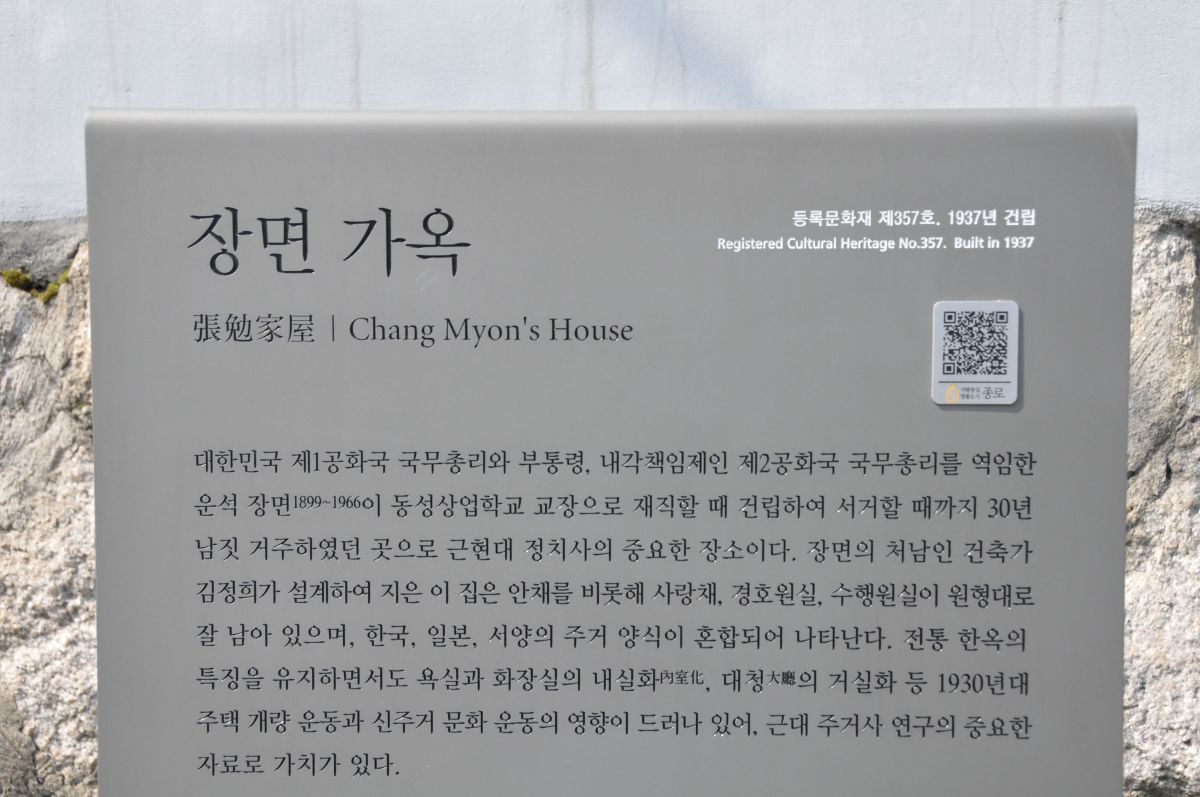 장면 가옥
등록문화재 제357호. 1937년 건립
Registered Cultural Heritage No.357. Built in 1937
張勉家屋 | Chang Myon's House
사람중심 명품도시 종로
대한민국 제1공화국 국무총리와 부통령, 내각책임제인 제2공화국 국무총리를 역임한
운석 장면1899~1966이 동성상업학교 교장으로 재직할 때 건립하여 서거할 때까지 30년
남짓 거주하였던 곳으로 근현대 정치사의 중요한 장소이다. 장면의 처남인 건축가
김정희가 설계하여 지은 이 집은 안채를 비롯해 사랑채, 경호원실, 수행원실이 원형대로
잘 남아 있으며, 한국, 일본, 서양의 주거 양식이 혼합되어 나타난다. 전통 한옥의
특징을 유지하면서도 욕실과 화장실의 내실화內室化, 대청大廳의 거실화 등 1930년대
주택 개량 운동과 신주거 문화 운동의 영향이 드러나 있어, 근대 주거사 연구의 중요한
자료로 가치가 있다.